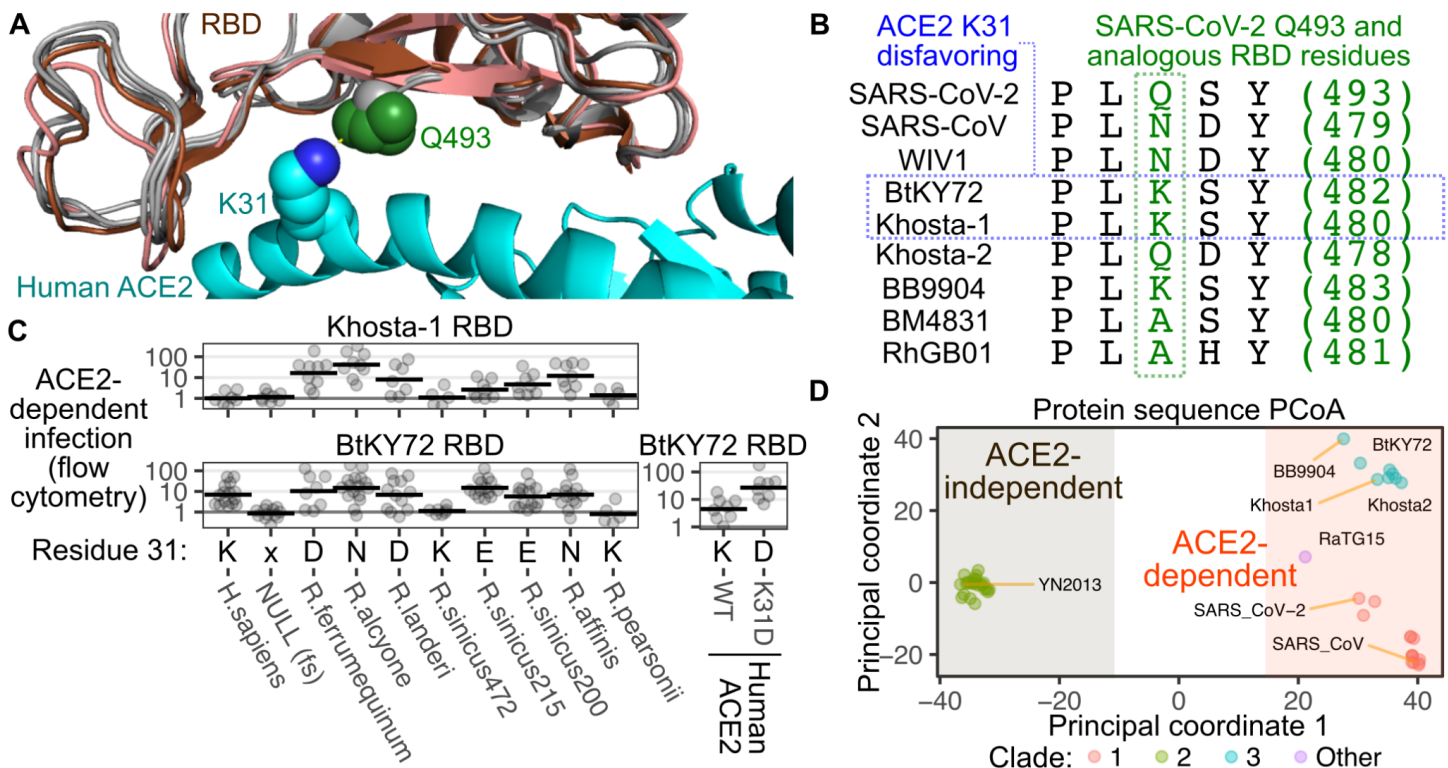 A
RBD
Q493
K31
Human ACE2
B
ACE2 K31
disfavoring
SARS-CoV-2 Q493 and
analogous RBD residues
SARS-CoV-2 P L Q S Y (493)
SARS-CoV P L N D Y (479)
WIV1 P L N D Y (480)
BtKY72 P L K S Y (482)
Khosta-1 P L K S Y (480)
Khosta-2 P L Q D Y (478)
BB9904 P L K S Y (483)
BM4831 P L A S Y (480)
RhGB01 P L A H Y (481)
C
Khosta-1 RBD
ACE2-
dependent
infection
(flow
cytometry)
100
10
1
BtKY72 RBD
100
10
1
BtKY72 RBD
100
10
1
Residue 31: K x D N D K E E N K
K D
H.sapiens
NULL (fs)
R.ferrumequinum
R.alcyone
R.landeri
R.sinicus472
R.sinicus215
R.sinicus200
R.affinis
R.pearsonii
WT
K31D
Human
ACE2
D
Protein sequence PCoA
Principal coordinate 2
40
20
0
−20
ACE2-
independent
YN2013
ACE2-
dependent
BtKY72
BB9904
Khosta1
Khosta2
RaTG15
SARS_CoV−2
SARS_CoV
−40 −20 0 20 40
Principal coordinate 1
Clade: 1 2 3 Other